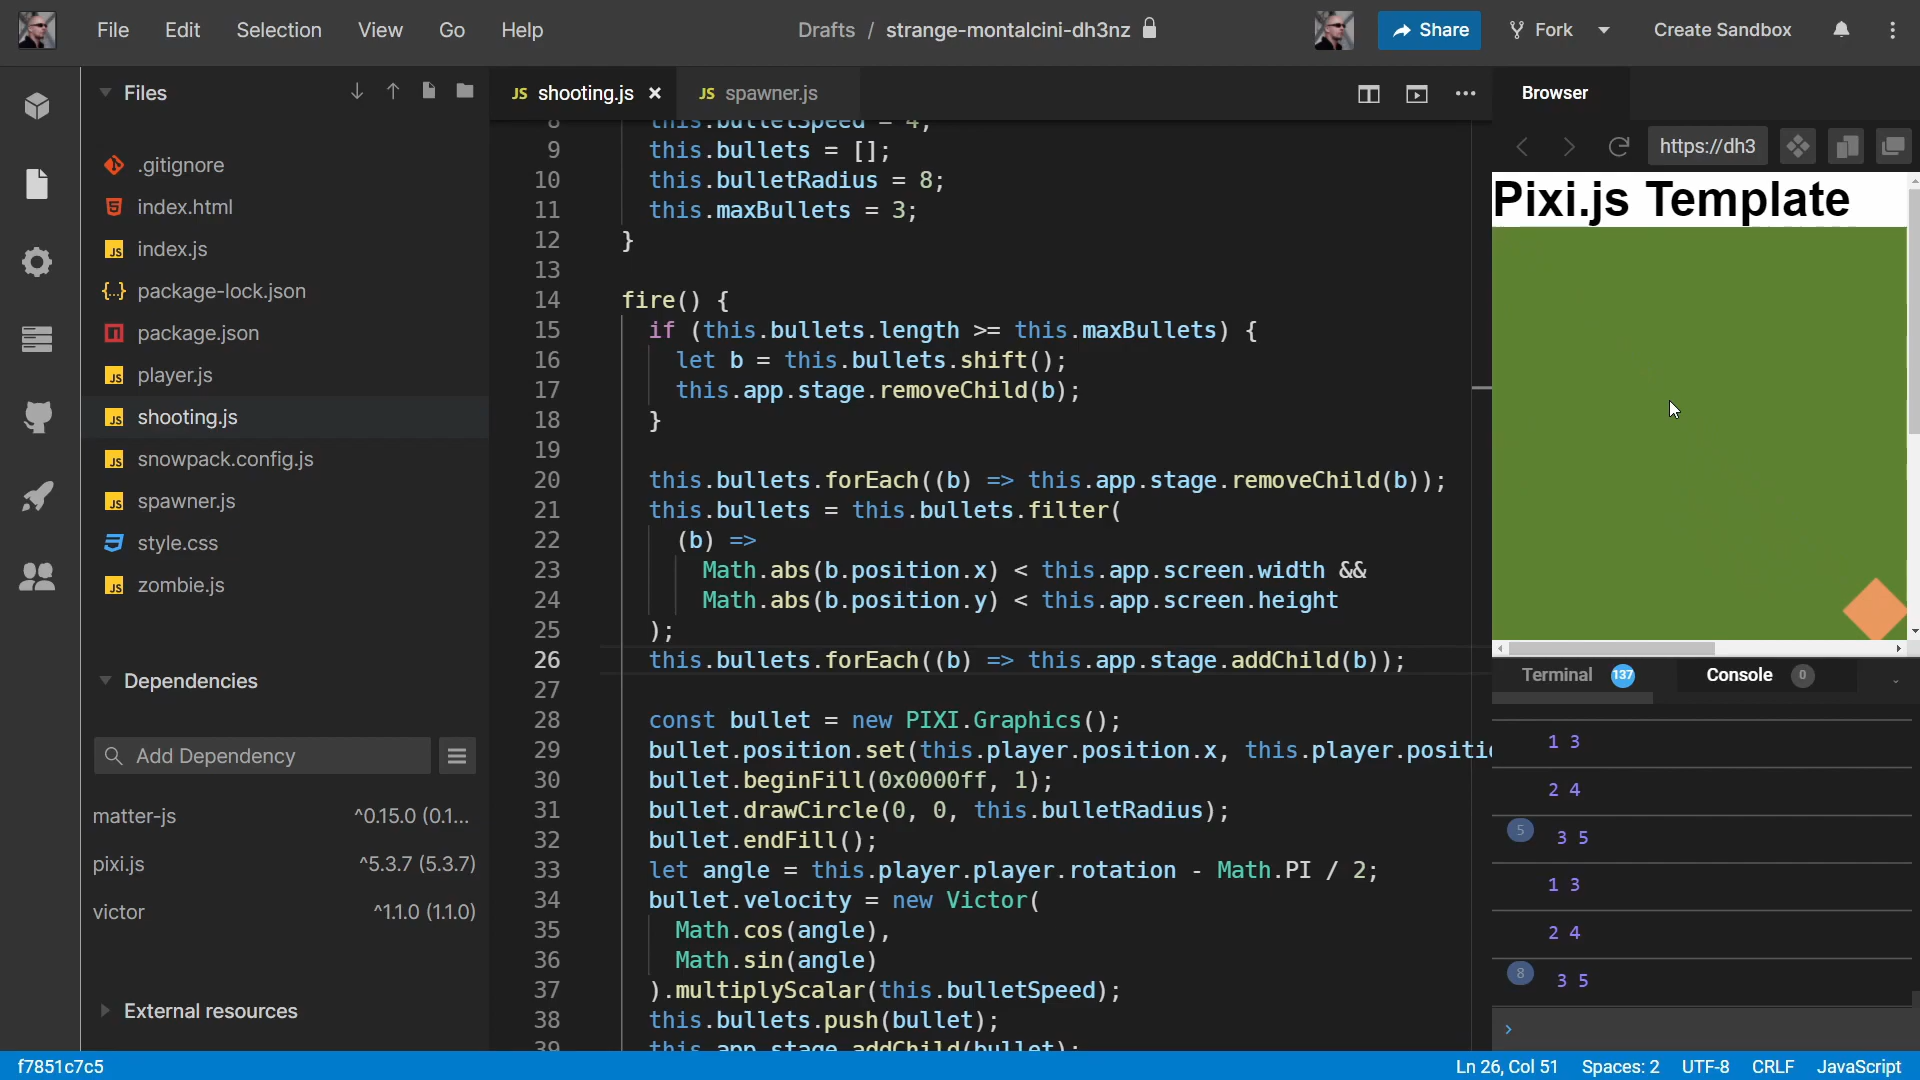 File Edit Selection View Go Help
Drafts / strange-montalcini-dh3nz
Share Fork Create Sandbox
Files
.gitignore
index.html
index.js
package-lock.json
package.json
player.js
shooting.js
snowpack.config.js
spawner.js
style.css
zombie.js
Dependencies
Add Dependency
matter-js ^0.15.0 (0.1...
pixi.js ^5.3.7 (5.3.7)
victor ^1.1.0 (1.1.0)
External resources
JS shooting.js × JS spawner.js
8 this.bulletSpeed = 4;
9 this.bullets = [];
10 this.bulletRadius = 8;
11 this.maxBullets = 3;
12 }
13
14 fire() {
15 if (this.bullets.length >= this.maxBullets) {
16 let b = this.bullets.shift();
17 this.app.stage.removeChild(b);
18 }
19
20 this.bullets.forEach((b) => this.app.stage.removeChild(b));
21 this.bullets = this.bullets.filter(
22 (b) =>
23 Math.abs(b.position.x) < this.app.screen.width &&
24 Math.abs(b.position.y) < this.app.screen.height
25 );
26 this.bullets.forEach((b) => this.app.stage.addChild(b));
27
28 const bullet = new PIXI.Graphics();
29 bullet.position.set(this.player.position.x, this.player.positi
30 bullet.beginFill(0x0000ff, 1);
31 bullet.drawCircle(0, 0, this.bulletRadius);
32 bullet.endFill();
33 let angle = this.player.player.rotation - Math.PI / 2;
34 bullet.velocity = new Victor(
35 Math.cos(angle),
36 Math.sin(angle)
37 ).multiplyScalar(this.bulletSpeed);
38 this.bullets.push(bullet);
39 this.app.stage.addChild(bullet);
Browser
https://dh3
Pixi.js Template
Terminal 137 Console 0
1 3
2 4
5 3 5
1 3
2 4
8 3 5
f7851c7c5
Ln 26, Col 51 Spaces: 2 UTF-8 CRLF JavaScript